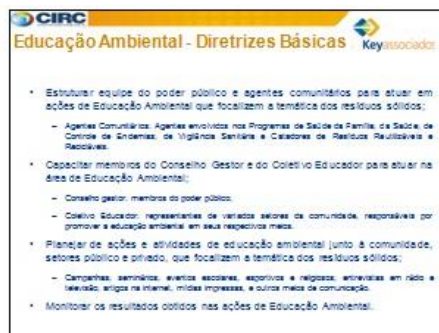 CIRC
Educação Ambiental - Diretrizes Básicas
Keyassociados
• Estruturar equipe do poder público e agentes comunitários para atuar em
ações de Educação Ambiental que focalizem a temática dos resíduos sólidos;
– Agentes Comunitários: Agentes envolvidos nos Programas de Saúde da Família, da Saúde, de
Controle de Endemias, de Vigilância Sanitária e Catadores de Resíduos Reutilizáveis e
Recicláveis.
• Capacitar membros do Conselho Gestor e do Coletivo Educador para atuar na
área de Educação Ambiental;
– Conselho gestor: membros do poder público;
– Coletivo Educador: representantes de variados setores da comunidade, responsáveis por
promover a educação ambiental em seus respectivos meios.
• Planejar de ações e atividades de educação ambiental junto à comunidade,
setores público e privado, que focalizem a temática dos resíduos sólidos;
– Campanhas, seminários, eventos escolares, esportivos e religiosos, entrevistas em rádio e
televisão, artigos na internet, mídias impressas, e outros meios de comunicação.
• Monitorar os resultados obtidos nas ações de Educação Ambiental.